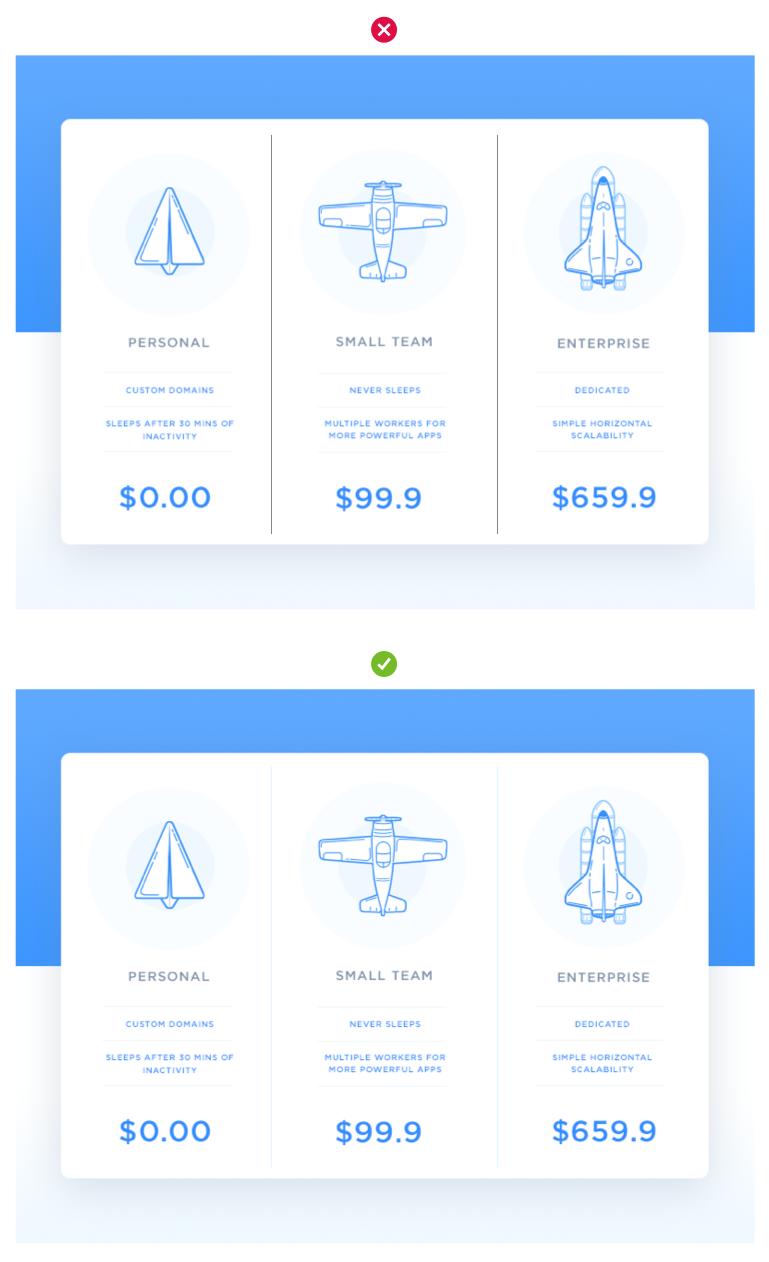 PERSONAL
CUSTOM DOMAINS
SLEEPS AFTER 30 MINS OF
INACTIVITY
$0.00
SMALL TEAM
NEVER SLEEPS
MULTIPLE WORKERS FOR
MORE POWERFUL APPS
$99.9
ENTERPRISE
DEDICATED
SIMPLE HORIZONTAL
SCALABILITY
$659.9
PERSONAL
CUSTOM DOMAINS
SLEEPS AFTER 30 MINS OF
INACTIVITY
$0.00
SMALL TEAM
NEVER SLEEPS
MULTIPLE WORKERS FOR
MORE POWERFUL APPS
$99.9
ENTERPRISE
DEDICATED
SIMPLE HORIZONTAL
SCALABILITY
$659.9